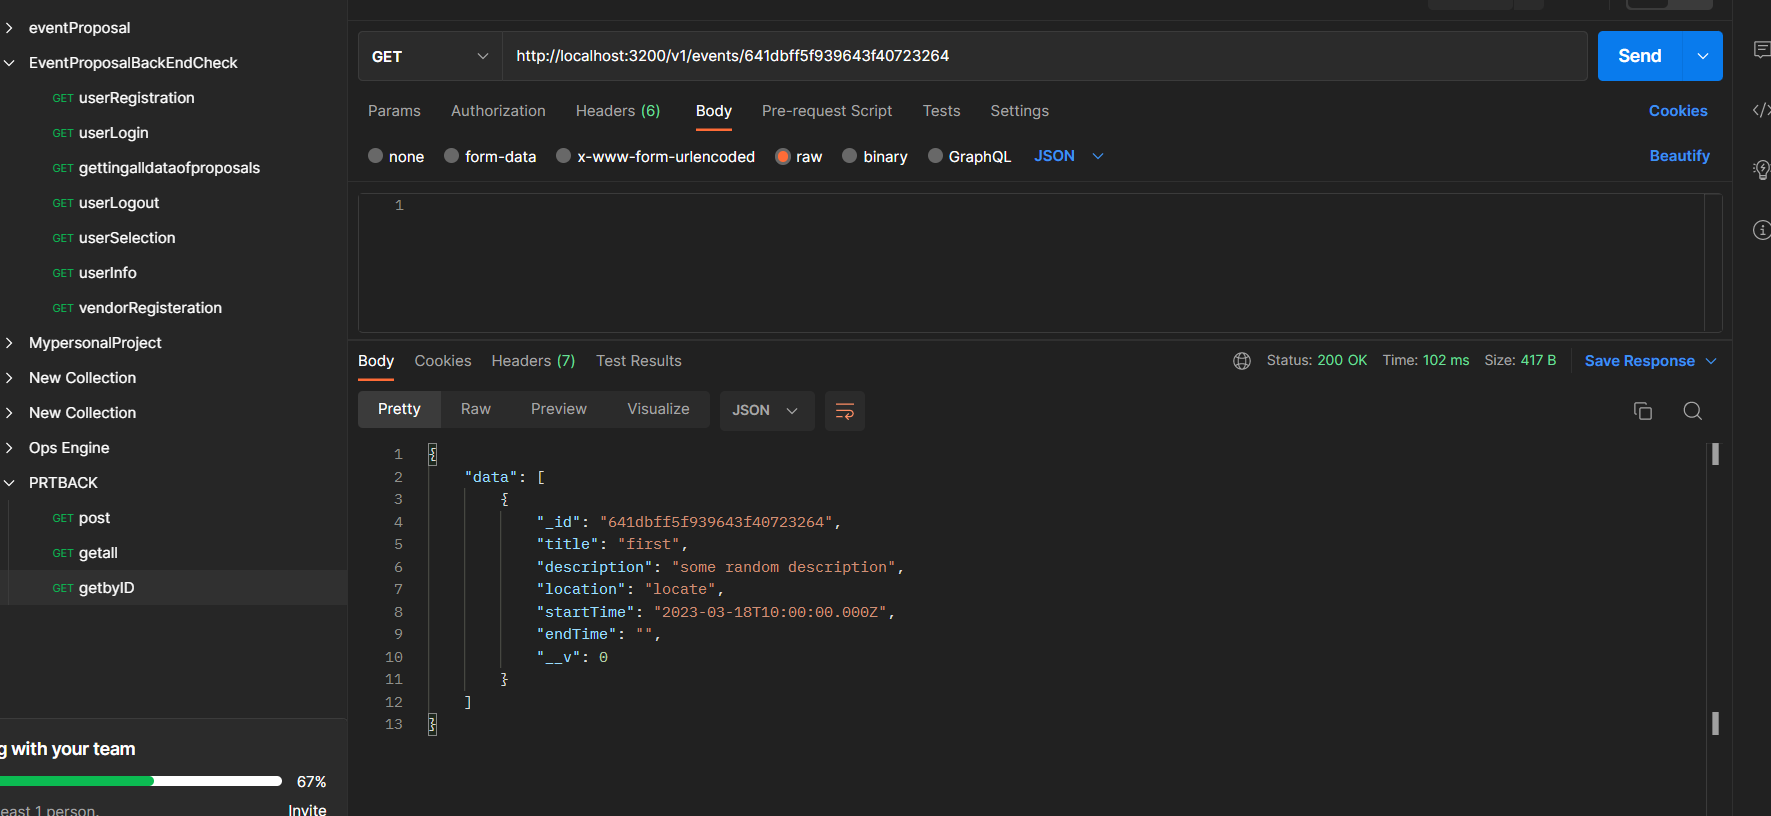 eventProposal
EventProposalBackEndCheck
GET userRegistration
GET userLogin
GET gettingalldataofproposals
GET userLogout
GET userSelection
GET userInfo
GET vendorRegisteration
MypersonalProject
New Collection
New Collection
Ops Engine
PRTBACK
GET post
GET getall
GET getbyID
g with your team
67%
east 1 person.
Invite
GET http://localhost:3200/v1/events/641dbff5f939643f40723264 Send
Params Authorization Headers (6) Body Pre-request Script Tests Settings Cookies
none form-data x-www-form-urlencoded raw binary GraphQL JSON Beautify
1
Body Cookies Headers (7) Test Results Status: 200 OK Time: 102 ms Size: 417 B Save Response
Pretty Raw Preview Visualize JSON
1 {
2 "data": [
3 {
4 "_id": "641dbff5f939643f40723264",
5 "title": "first",
6 "description": "some random description",
7 "location": "locate",
8 "startTime": "2023-03-18T10:00:00.000Z",
9 "endTime": "",
10 "__v": 0
11 }
12 ]
13 }